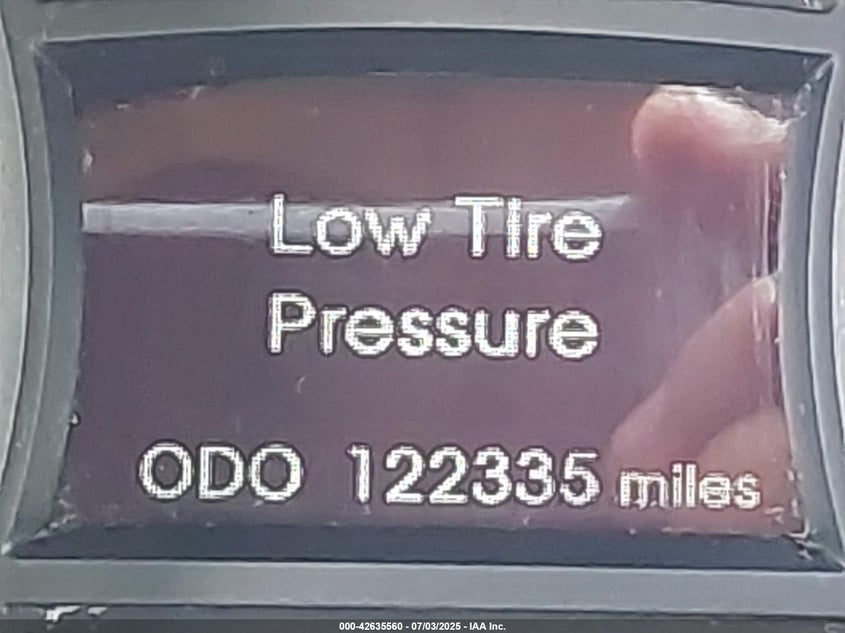 Low Tire
Pressure
ODO 122335 miles
000-42635560 - 07/03/2025 - IAA Inc.